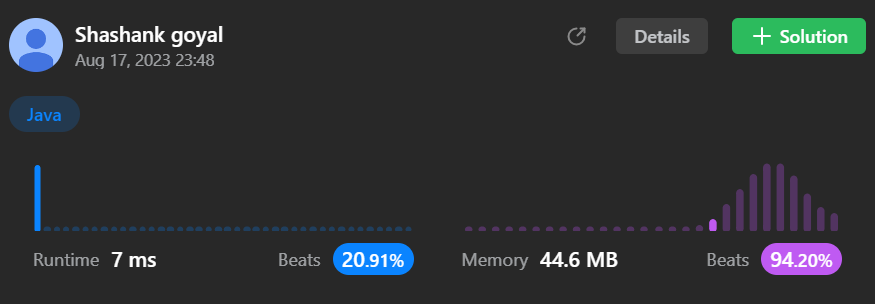 Shashank goyal
Aug 17, 2023 23:48
Details
+ Solution
Java
Runtime 7 ms Beats 20.91%
Memory 44.6 MB Beats 94.20%